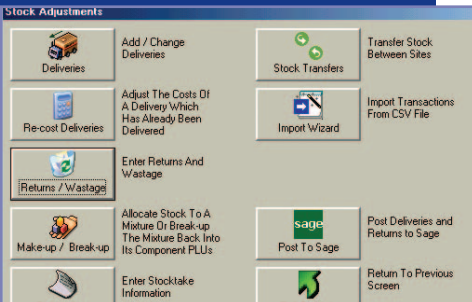 Stock Adjustments
Deliveries
Add / Change
Deliveries
Stock Transfers
Transfer Stock
Between Sites
Re-cost Deliveries
Adjust The Costs Of
A Delivery Which
Has Already Been
Delivered
Import Wizard
Import Transactions
From CSV File
Returns / Wastage
Enter Returns And
Wastage
Make-up / Break-up
Allocate Stock To A
Mixture Or Break-up
The Mixture Back Into
Its Component PLUs
sage
Post To Sage
Post Deliveries and
Returns to Sage
Enter Stocktake
Information
Return To Previous
Screen